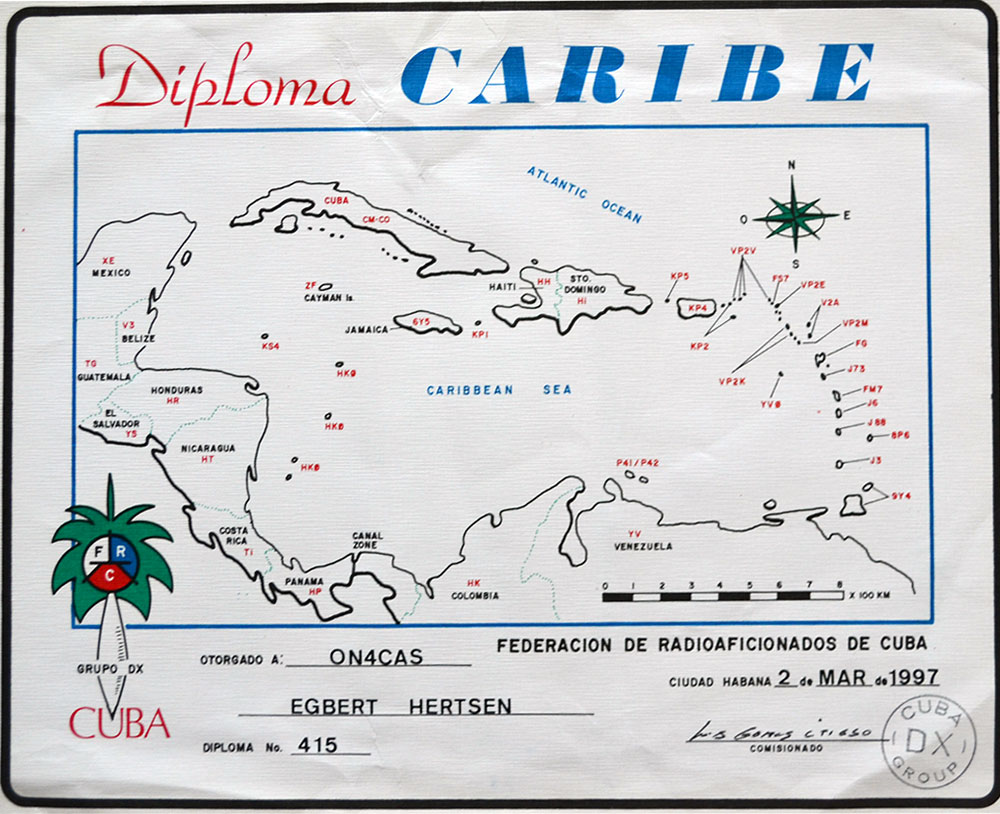 Diploma CARIBE
ATLANTIC OCEAN
N
O E
S
CUBA
CM-CO
XE
MEXICO
ZF
CAYMAN Is.
HAITI
HH
STO.
DOMINGO
Hi
KP5
KP4
VP2V
FS7
VP2E
V2A
VP2M
KP2
VP2K
FG
J73
YVØ
FM7
J6
J88
8P6
J3
9Y4
V3
BELIZE
JAMAICA
6Y5
KP1
KS4
TG
GUATEMALA
HKØ
HONDURAS
HR
CARIBBEAN SEA
EL
SALVADOR
YS
HKØ
NICARAGUA
HT
HKØ
P41/P42
COSTA
RICA
Ti
CANAL
ZONE
PANAMA
HP
HK
COLOMBIA
YV
VENEZUELA
0 1 2 3 4 5 6 7 8
X 100 KM
F R
C
GRUPO DX
CUBA
FEDERACION DE RADIOAFICIONADOS DE CUBA
OTORGADO A: ON4CAS
CIUDAD HABANA 2 de MAR de 1997
EGBERT HERTSEN
DIPLOMA No. 415
COMISIONADO
CUBA
DX
GROUP